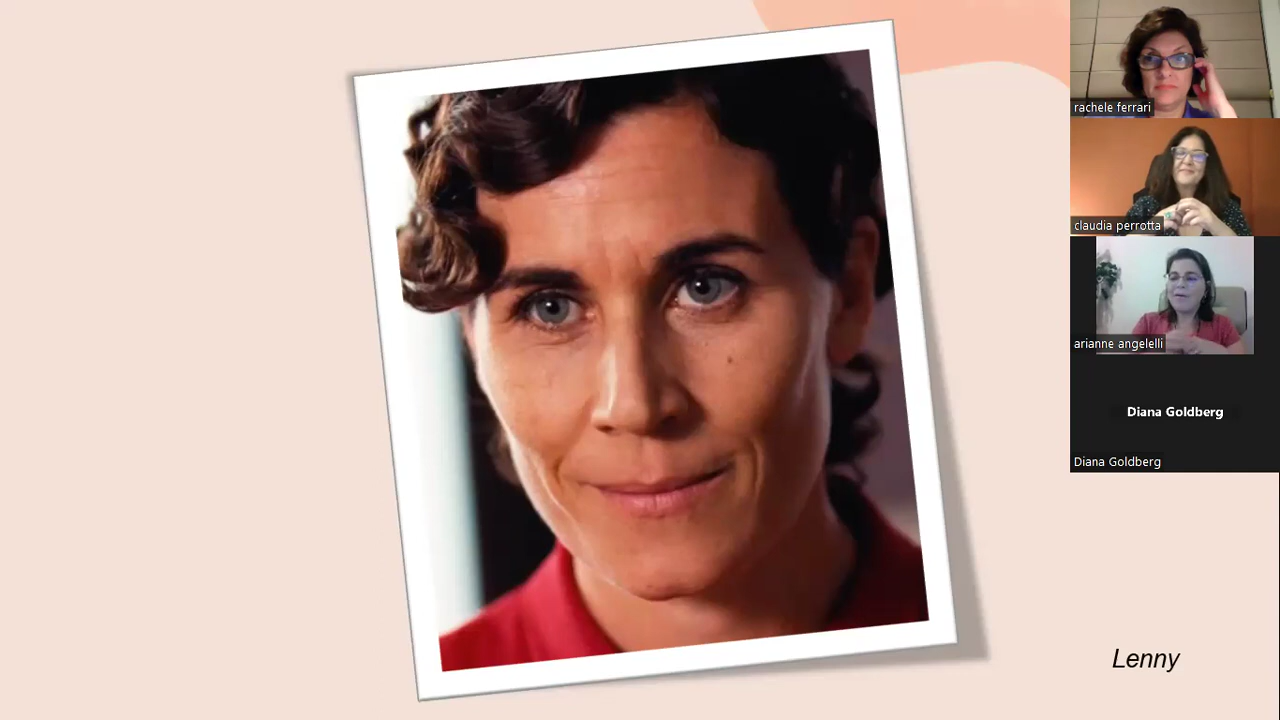 rachele ferrari
claudia perrotta
arianne angelelli
Diana Goldberg
Diana Goldberg
Lenny